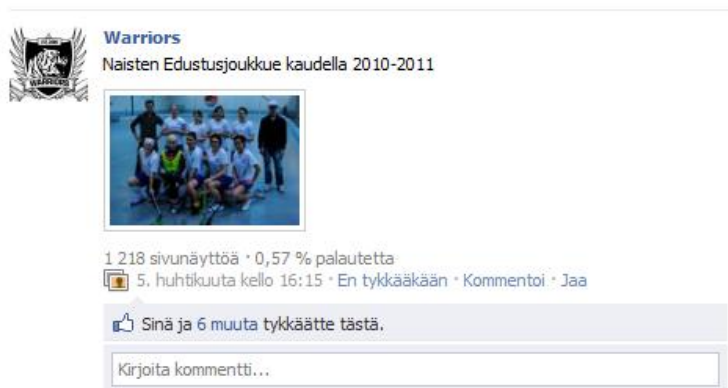 WARRIORS
Warriors
Naisten Edustusjoukkue kaudella 2010-2011
1 218 sivunäyttöä · 0,57 % palautetta
5. huhtikuuta kello 16:15 · En tykkääkään · Kommentoi · Jaa
Sinä ja 6 muuta tykkäätte tästä.
Kirjoita kommentti...